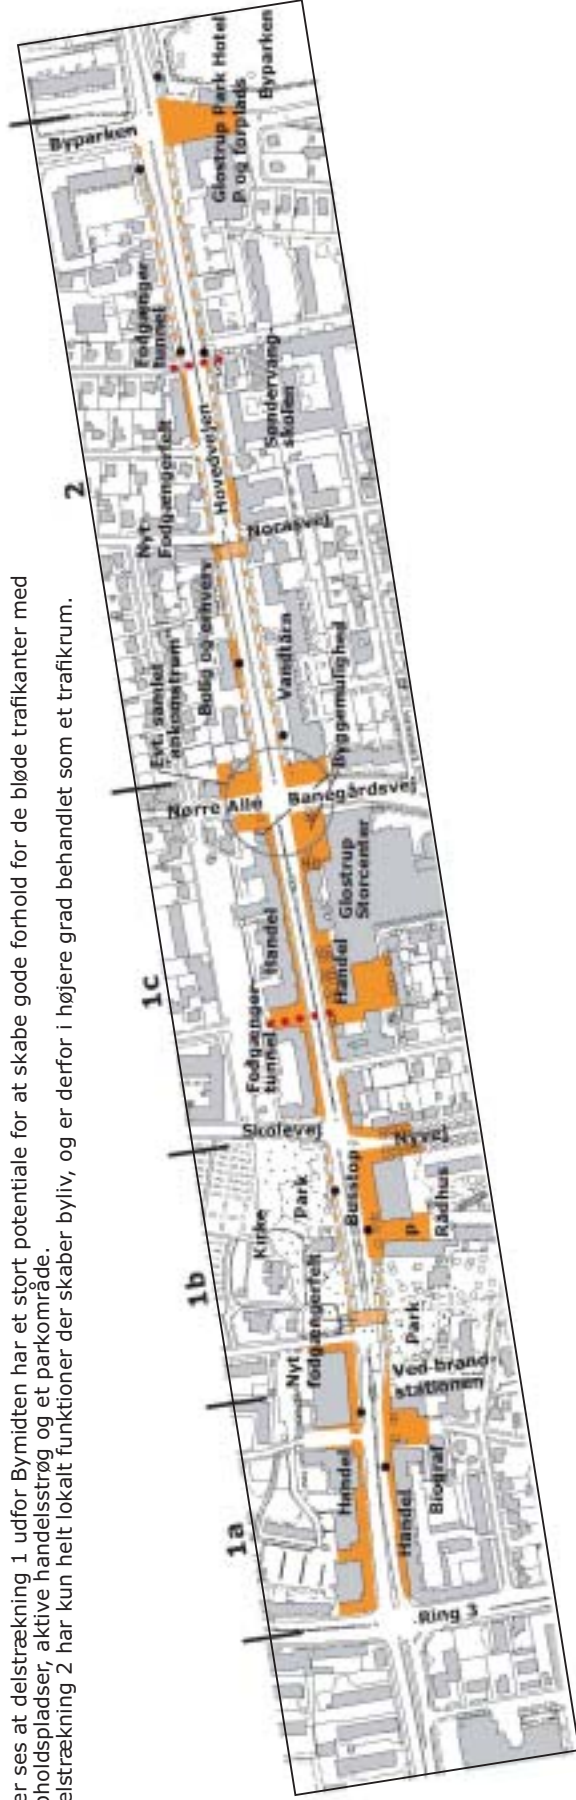 er ses at delstrækning 1 udfor Bymidten har et stort potentiale for at skabe gode forhold for de bløde trafikanter med
pholdspladser, aktive handelsstrøg og et parkområde.
elstrækning 2 har kun helt lokalt funktioner der skaber byliv, og er derfor i højere grad behandlet som et trafikrum.
1a
1b
1c
2
Ring 3
Handel
Handel
Biograf
Nyt
fodgængerfelt
Ved brand-
stationen
Park
Kirke
Park
Busstop
P
Rådhus
Skolevej
Nyvej
Fodgænger-
tunnel
Handel
Handel
Glostrup
Storcenter
Nørre Alle
Banegårdsvej
Evt. samlet
"ankomstrum"
Bolig og erhverv
Vandtårn
Byggemulighed
Nyt
Fodgængerfelt
Norasvej
Hovedvejen
Søndervang-
skolen
Fodgænger
tunnel
Byparken
Glostrup Park Hotel
P og forplads
Byparken